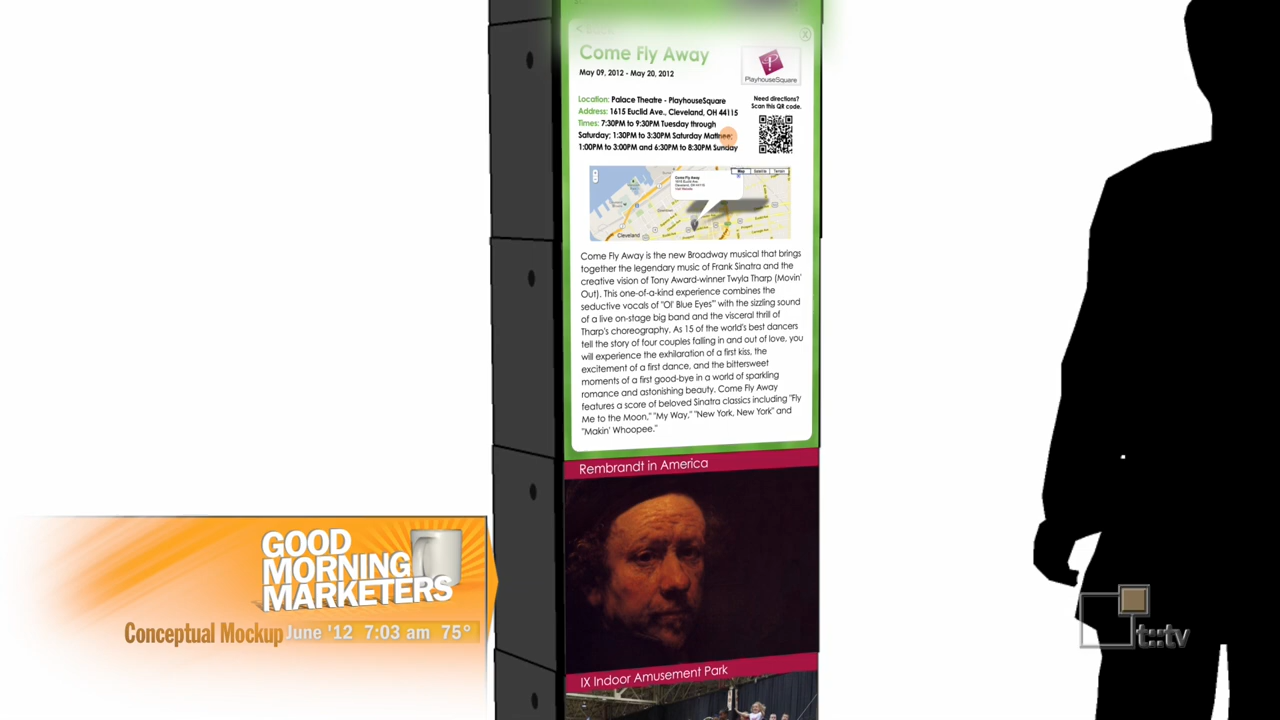 Come Fly Away
May 09, 2012 - May 20, 2012
PlayhouseSquare
Location: Palace Theatre - PlayhouseSquare
Address: 1615 Euclid Ave., Cleveland, OH 44115
Times: 7:30PM to 9:30PM Tuesday through
Saturday; 1:30PM to 3:30PM Saturday Matinee;
1:00PM to 3:00PM and 6:30PM to 8:30PM Sunday
Need directions?
Scan this QR code.
Map
Come Fly Away
Cleveland
Come Fly Away is the new Broadway musical that brings
together the legendary music of Frank Sinatra and the
creative vision of Tony Award-winner Twyla Tharp (Movin'
Out). This one-of-a-kind experience combines the
seductive vocals of "Ol' Blue Eyes" with the sizzling sound
of a live on-stage big band and the visceral thrill of
Tharp's choreography. As 15 of the world's best dancers
tell the story of four couples falling in and out of love, you
will experience the exhilaration of a first kiss, the
excitement of a first dance, and the bittersweet
moments of a first good-bye in a world of sparkling
romance and astonishing beauty. Come Fly Away
features a score of beloved Sinatra classics including "Fly
Me to the Moon," "My Way," "New York, New York" and
"Makin' Whoopee."
Rembrandt in America
IX Indoor Amusement Park
GOOD
MORNING
MARKETERS
Conceptual Mockup June '12 7:03 am 75°
t::tv